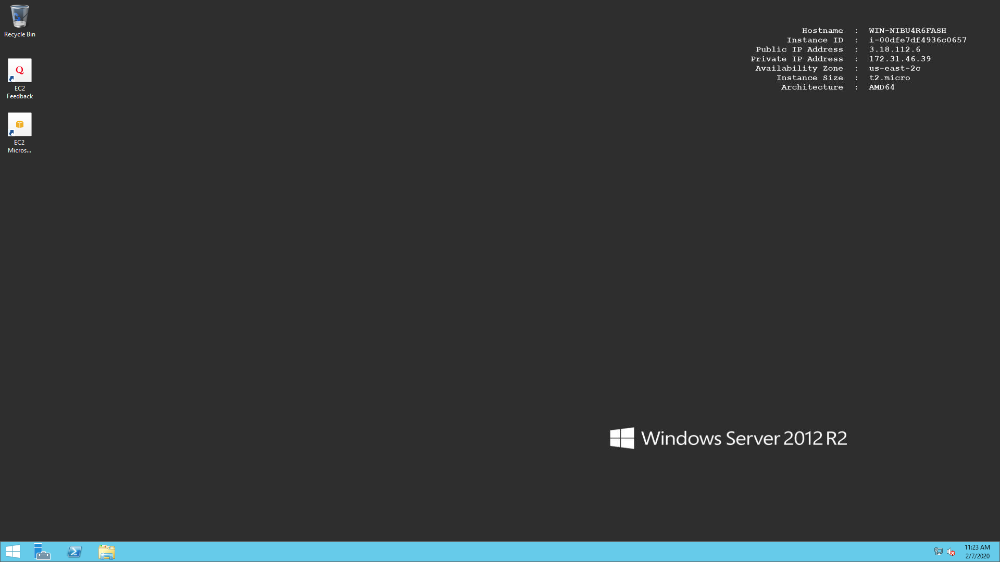 Recycle Bin
EC2
Feedback
EC2
Micros...
Hostname : WIN-NIBU4R6FASH
Instance ID : i-00dfe7df4936c0657
Public IP Address : 3.18.112.6
Private IP Address : 172.31.46.39
Availability Zone : us-east-2c
Instance Size : t2.micro
Architecture : AMD64
Windows Server 2012 R2
11:23 AM
2/7/2020